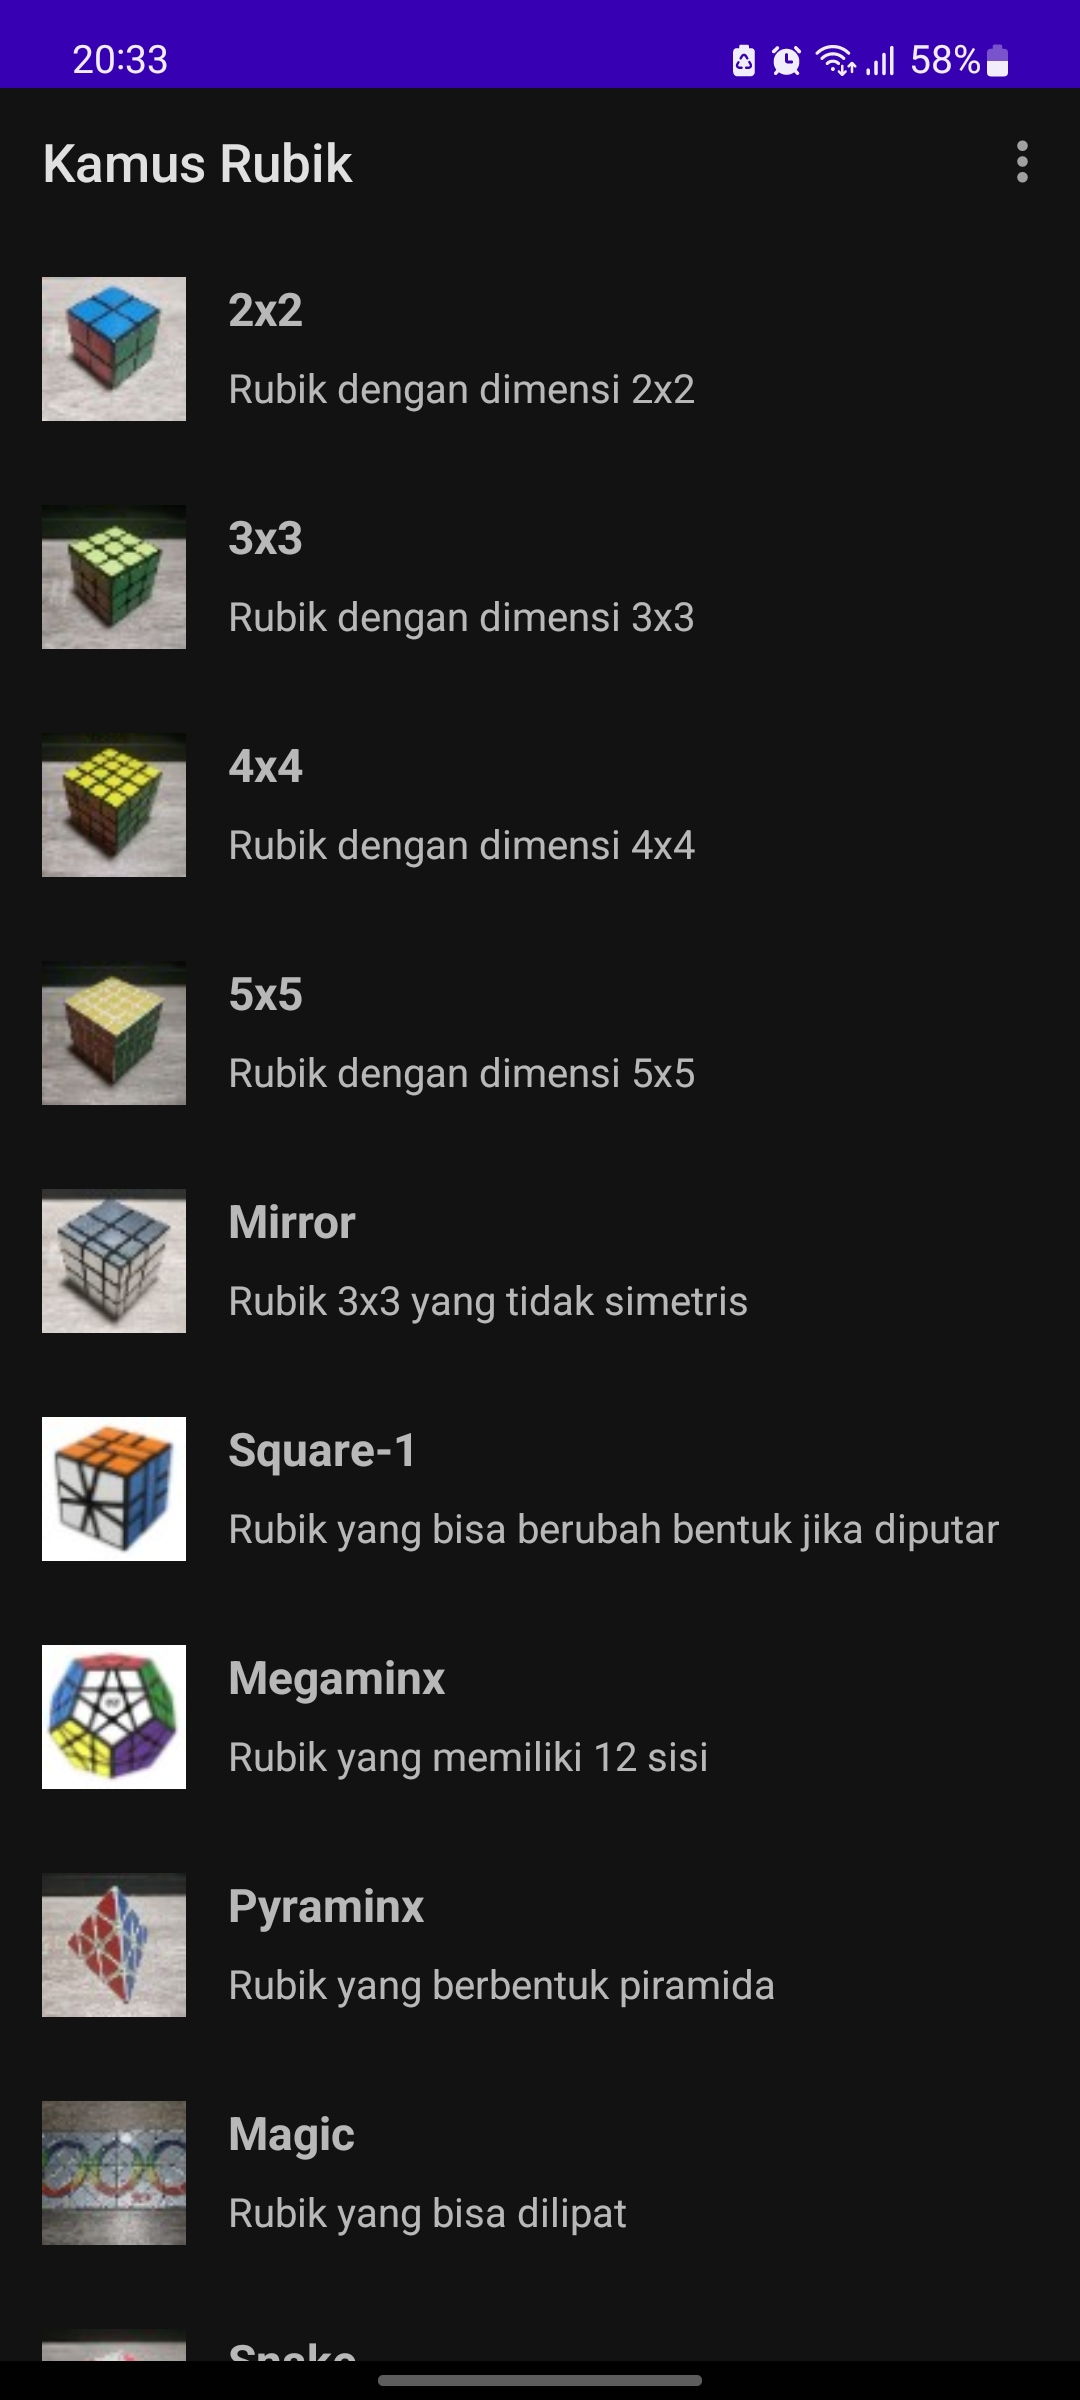 20:33
58%
Kamus Rubik
2x2
Rubik dengan dimensi 2x2
3x3
Rubik dengan dimensi 3x3
4x4
Rubik dengan dimensi 4x4
5x5
Rubik dengan dimensi 5x5
Mirror
Rubik 3x3 yang tidak simetris
Square-1
Rubik yang bisa berubah bentuk jika diputar
Megaminx
Rubik yang memiliki 12 sisi
Pyraminx
Rubik yang berbentuk piramida
Magic
Rubik yang bisa dilipat
Snake